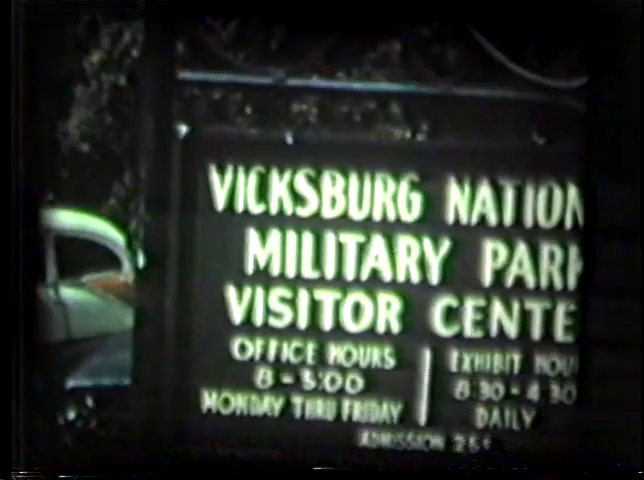 VICKSBURG NATION
MILITARY PARK
VISITOR CENTE
OFFICE HOURS
8-5:00
MONDAY THRU FRIDAY
EXHIBIT HOU
8:30-4:30
DAILY
ADMISSION 25¢